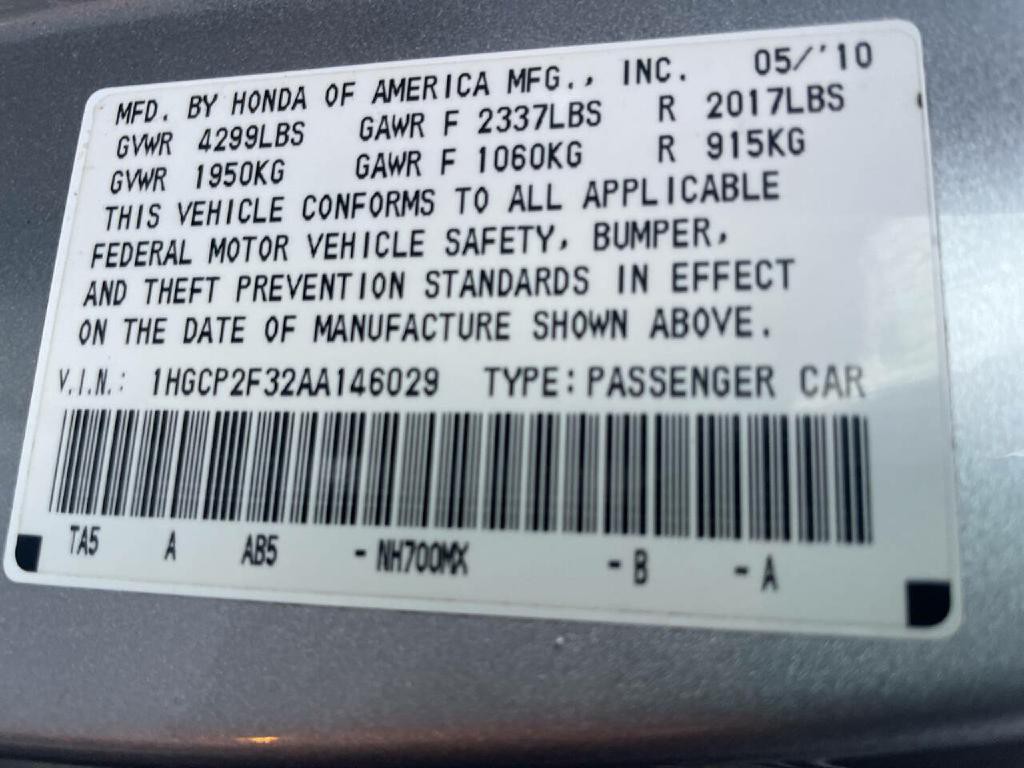 MFD. BY HONDA OF AMERICA MFG., INC. 05/'10
GVWR 4299LBS GAWR F 2337LBS R 2017LBS
GVWR 1950KG GAWR F 1060KG R 915KG
THIS VEHICLE CONFORMS TO ALL APPLICABLE
FEDERAL MOTOR VEHICLE SAFETY, BUMPER,
AND THEFT PREVENTION STANDARDS IN EFFECT
ON THE DATE OF MANUFACTURE SHOWN ABOVE.
V.I.N.: 1HGCP2F32AA146029 TYPE: PASSENGER CAR
TA5 A AB5 - NH700MX - B - A